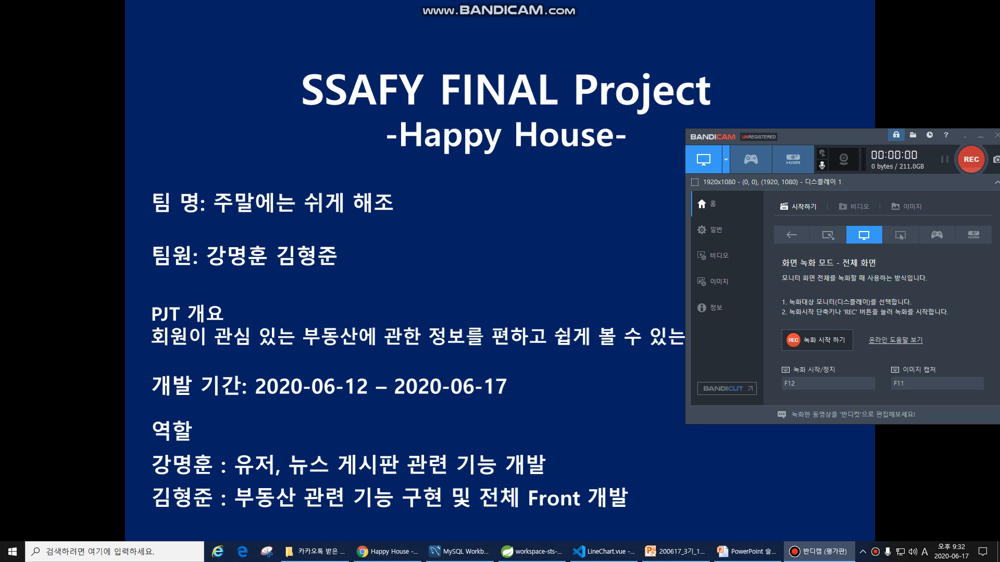 www.BANDICAM.com
SSAFY FINAL Project
-Happy House-
팀 명: 주말에는 쉬게 해조
팀원: 강명훈 김형준
PJT 개요
회원이 관심 있는 부동산에 관한 정보를 편하고 쉽게 볼 수 있는
개발 기간: 2020-06-12 – 2020-06-17
역할
강명훈 : 유저, 뉴스 게시판 관련 기능 개발
김형준 : 부동산 관련 기능 구현 및 전체 Front 개발
BANDICAM UNREGISTERED
?
HDMI
00:00:00
0 bytes / 211.0GB
REC
1920x1080 - (0, 0), (1920, 1080) - 디스플레이 1
홈
일반
비디오
이미지
정보
BANDICUT
시작하기 비디오 이미지
HDMI
화면 녹화 모드 - 전체 화면
모니터 화면 전체를 녹화할 때 사용하는 방식입니다.
1. 녹화대상 모니터(디스플레이)를 선택합니다.
2. 녹화시작 단축키나 'REC' 버튼을 눌러 녹화를 시작합니다.
REC 녹화 시작 하기 온라인 도움말 보기
녹화 시작/정지 이미지 캡처
F12 F11
녹화한 동영상을 '반디컷'으로 편집해보세요!
검색하려면 여기에 입력하세요.
카카오톡 받은 ...
Happy House -...
MySQL Workb...
workspace-sts-...
LineChart.vue -...
200617_3기_1...
PowerPoint 슬...
반디캠 (평가판)
A
오후 9:32
2020-06-17